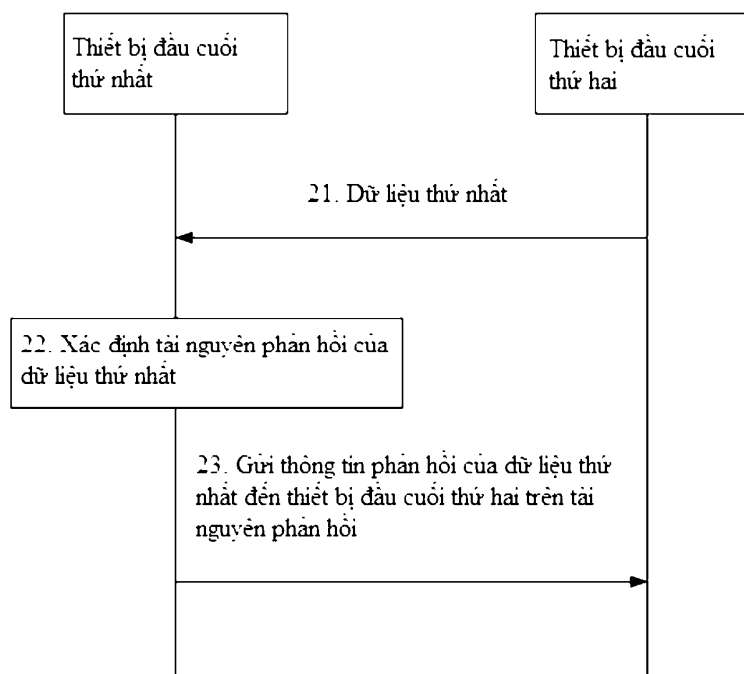 Thiết bị đầu cuối
thứ nhất
Thiết bị đầu cuối
thứ hai
21. Dữ liệu thứ nhất
22. Xác định tài nguyên phản hồi của
dữ liệu thứ nhất
23. Gửi thông tin phản hồi của dữ liệu thứ
nhất đến thiết bị đầu cuối thứ hai trên tài
nguyên phản hồi